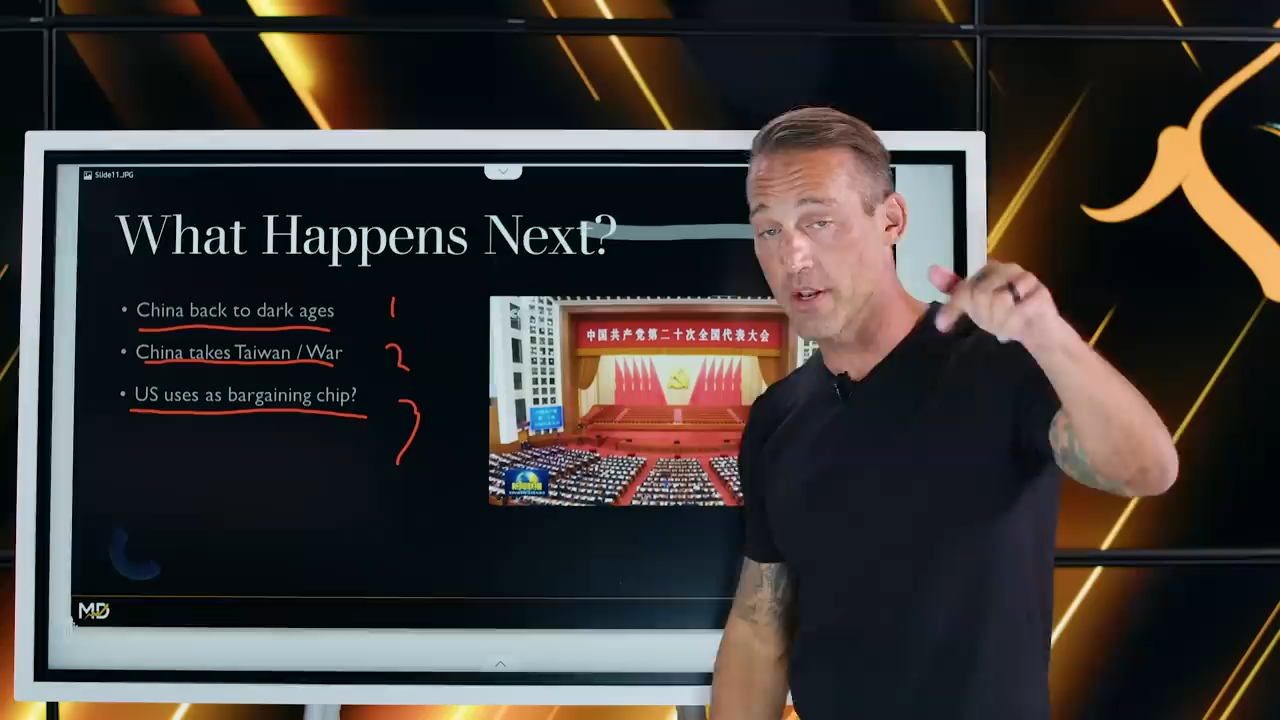 Slide11.JPG
What Happens Next?
• China back to dark ages 1
• China takes Taiwan / War 2
• US uses as bargaining chip?
中国共产党第二十次全国代表大会
MD